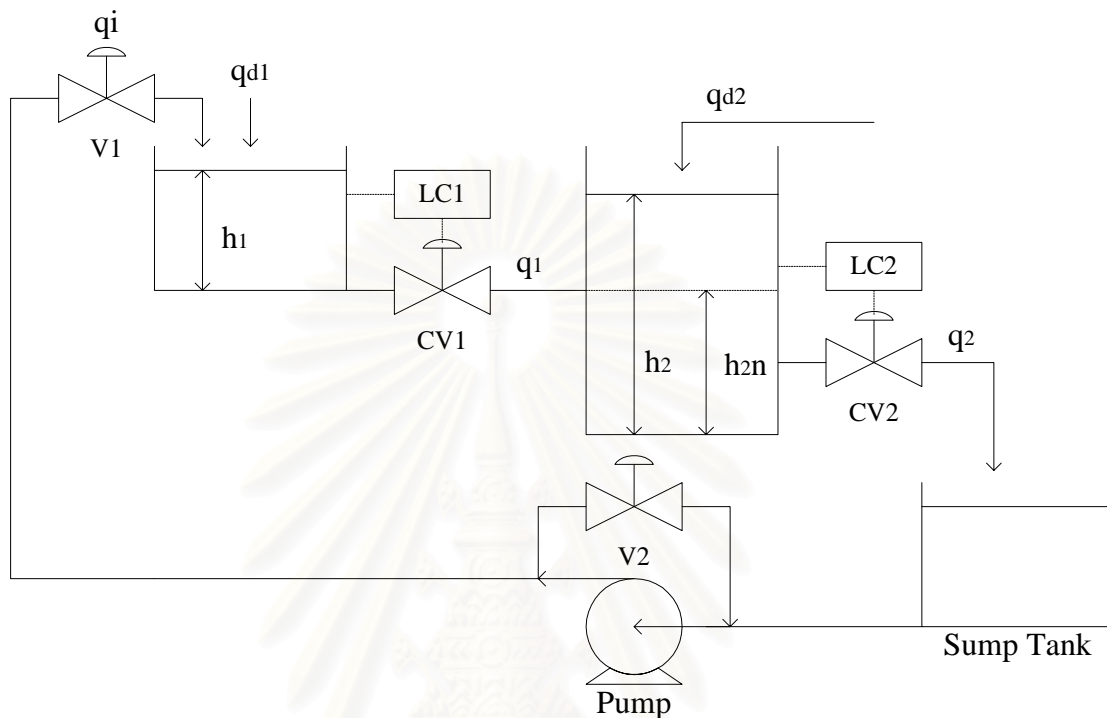 qi
qd1
qd2
V1
LC1
h1
q1
LC2
CV1
h2
h2n
q2
CV2
V2
Sump Tank
Pump